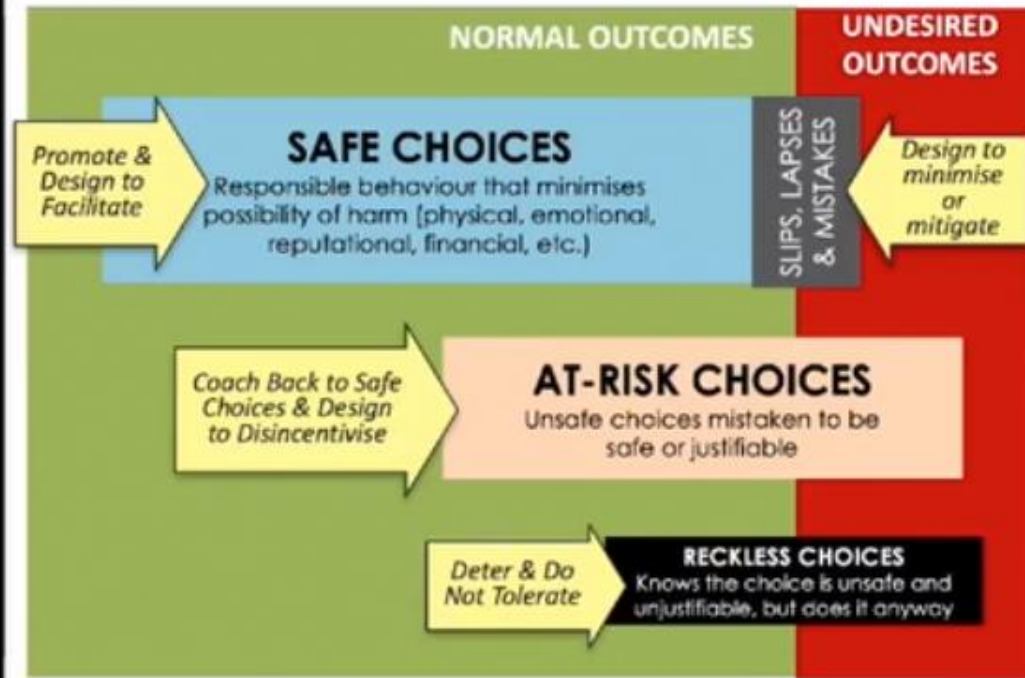 NORMAL OUTCOMES
UNDESIRED
OUTCOMES
Promote &
Design to
Facilitate
SAFE CHOICES
Responsible behaviour that minimises
possibility of harm (physical, emotional,
reputational, financial, etc.)
SLIPS, LAPSES
& MISTAKES
Design to
minimise
or
mitigate
Coach Back to Safe
Choices & Design
to Disincentivise
AT-RISK CHOICES
Unsafe choices mistaken to be
safe or justifiable
Deter & Do
Not Tolerate
RECKLESS CHOICES
Knows the choice is unsafe and
unjustifiable, but does it anyway